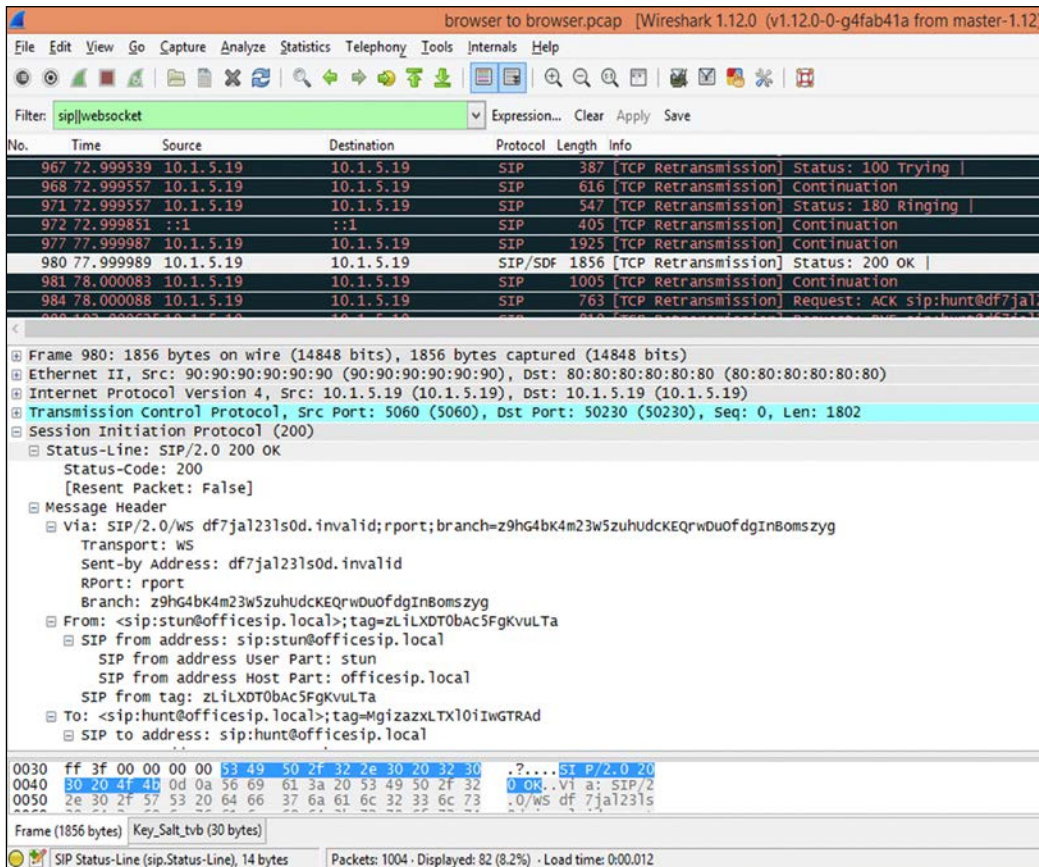 browser to browser.pcap [Wireshark 1.12.0 (v1.12.0-0-g4fab41a from master-1.12)
File Edit View Go Capture Analyze Statistics Telephony Tools Internals Help
Filter: sip||websocket Expression... Clear Apply Save
No. Time Source Destination Protocol Length Info
967 72.999539 10.1.5.19 10.1.5.19 SIP 387 [TCP Retransmission] Status: 100 Trying |
968 72.999557 10.1.5.19 10.1.5.19 SIP 616 [TCP Retransmission] Continuation
971 72.999557 10.1.5.19 10.1.5.19 SIP 547 [TCP Retransmission] Status: 180 Ringing |
972 72.999851 ::1 ::1 SIP 405 [TCP Retransmission] Continuation
977 77.999987 10.1.5.19 10.1.5.19 SIP 1925 [TCP Retransmission] Continuation
980 77.999989 10.1.5.19 10.1.5.19 SIP/SDF 1856 [TCP Retransmission] Status: 200 OK |
981 78.000083 10.1.5.19 10.1.5.19 SIP 1005 [TCP Retransmission] Continuation
984 78.000088 10.1.5.19 10.1.5.19 SIP 763 [TCP Retransmission] Request: ACK sip:hunt@df7jal2
Frame 980: 1856 bytes on wire (14848 bits), 1856 bytes captured (14848 bits)
Ethernet II, Src: 90:90:90:90:90:90 (90:90:90:90:90:90), Dst: 80:80:80:80:80:80 (80:80:80:80:80:80)
Internet Protocol Version 4, Src: 10.1.5.19 (10.1.5.19), Dst: 10.1.5.19 (10.1.5.19)
Transmission Control Protocol, Src Port: 5060 (5060), Dst Port: 50230 (50230), Seq: 0, Len: 1802
Session Initiation Protocol (200)
Status-Line: SIP/2.0 200 OK
Status-Code: 200
[Resent Packet: False]
Message Header
Via: SIP/2.0/WS df7jal23ls0d.invalid;rport;branch=z9hG4bK4m23W5zuhUdcKEQrwDuOfdgInBomszyg
Transport: WS
Sent-by Address: df7jal23ls0d.invalid
RPort: rport
Branch: z9hG4bK4m23W5zuhUdcKEQrwDuOfdgInBomszyg
From: <sip:stun@officesip.local>;tag=zLiLXDT0bAc5FgKvuLTa
SIP from address: sip:stun@officesip.local
SIP from address User Part: stun
SIP from address Host Part: officesip.local
SIP from tag: zLiLXDT0bAc5FgKvuLTa
To: <sip:hunt@officesip.local>;tag=MgizazxLTXl0iIwGTRAd
SIP to address: sip:hunt@officesip.local
0030 ff 3f 00 00 00 00 53 49 50 2f 32 2e 30 20 32 30 .?....SI P/2.0 20
0040 30 20 4f 4b 0d 0a 56 69 61 3a 20 53 49 50 2f 32 0 OK..Vi a: SIP/2
0050 2e 30 2f 57 53 20 64 66 37 6a 61 6c 32 33 6c 73 .0/WS df 7jal23ls
Frame (1856 bytes) Key_Salt_tvb (30 bytes)
SIP Status-Line (sip.Status-Line), 14 bytes Packets: 1004 · Displayed: 82 (8.2%) · Load time: 0:00.012